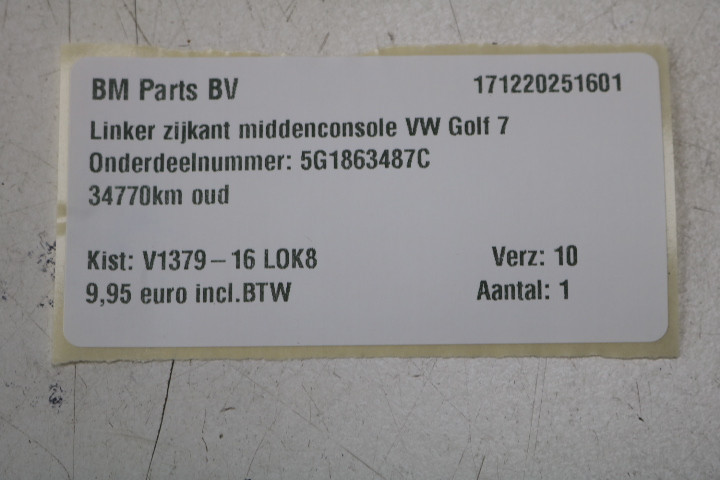 BM Parts BV 171220251601
Linker zijkant middenconsole VW Golf 7
Onderdeelnummer: 5G1863487C
34770km oud
Kist: V1379-16 LOK8 Verz: 10
9,95 euro incl.BTW Aantal: 1